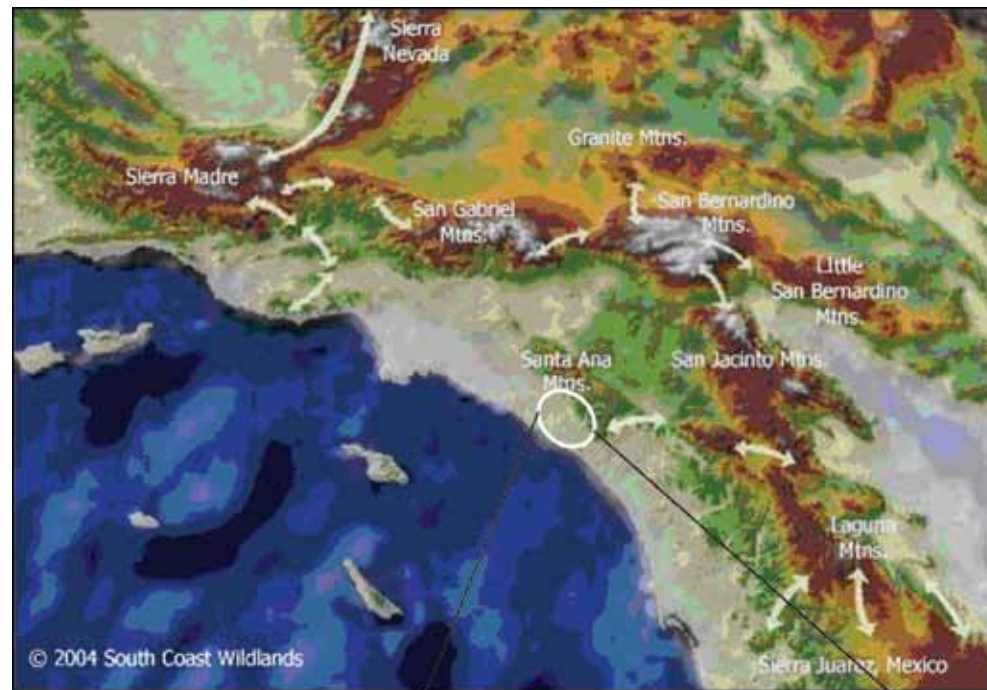 Sierra
Nevada
Granite Mtns.
Sierra Madre
San Gabriel
Mtns.
San Bernardino
Mtns.
Little
San Bernardino
Mtns.
Santa Ana
Mtns.
San Jacinto Mtns.
Laguna
Mtns.
© 2004 South Coast Wildlands
Sierra Juarez, Mexico